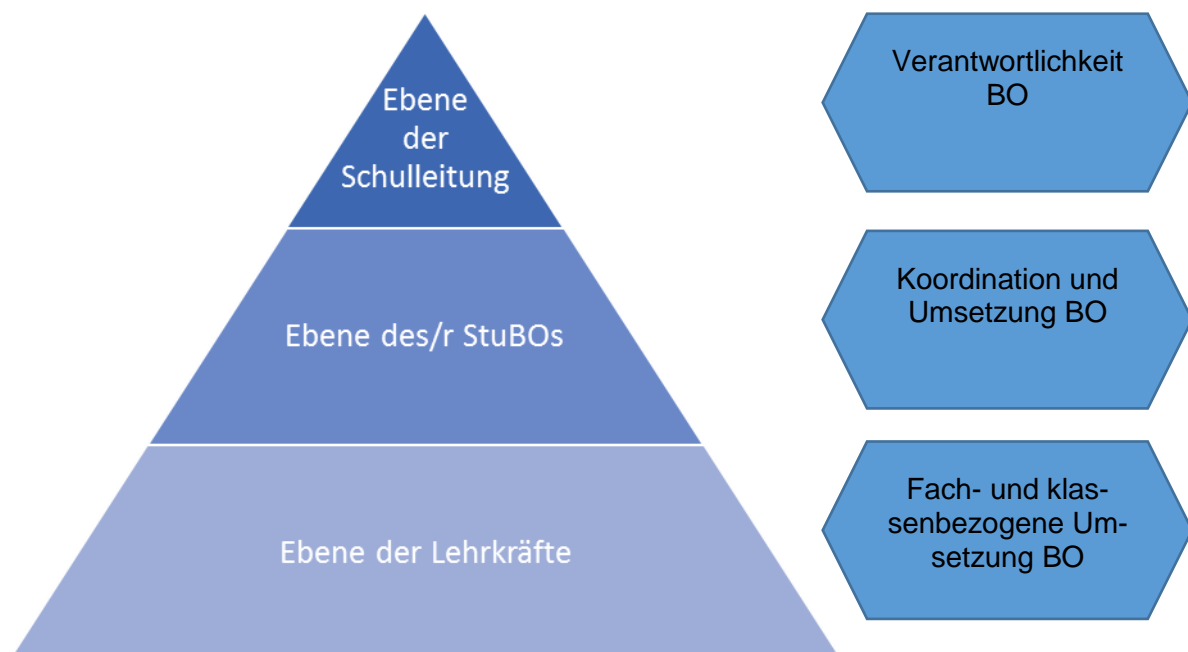 Ebene
der
Schulleitung
Verantwortlichkeit
BO
Ebene des/r StuBOs
Koordination und
Umsetzung BO
Ebene der Lehrkräfte
Fach- und klas-
senbezogene Um-
setzung BO